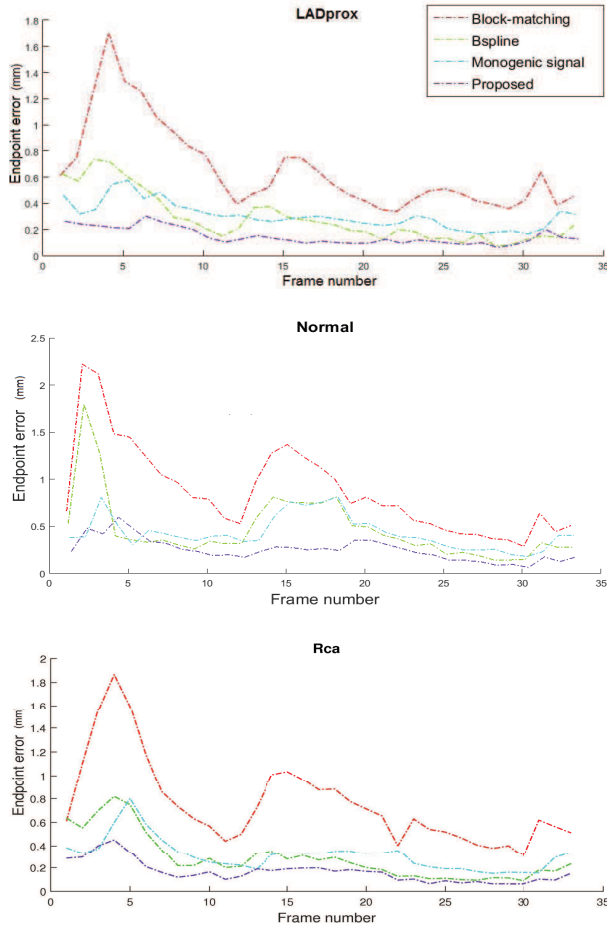 LADprox
Block-matching
Bspline
Monogenic signal
Proposed
Endpoint error (mm)
1.8
1.6
1.4
1.2
1
0.8
0.6
0.4
0.2
0
0 5 10 15 20 25 30 35
Frame number
Normal
Endpoint error (mm)
2.5
2
1.5
1
0.5
0
0 5 10 15 20 25 30 35
Frame number
Rca
Endpoint error (mm
2
1.8
1.6
1.4
1.2
1
0.8
0.6
0.4
0.2
0
0 5 10 15 20 25 30 35
Frame number